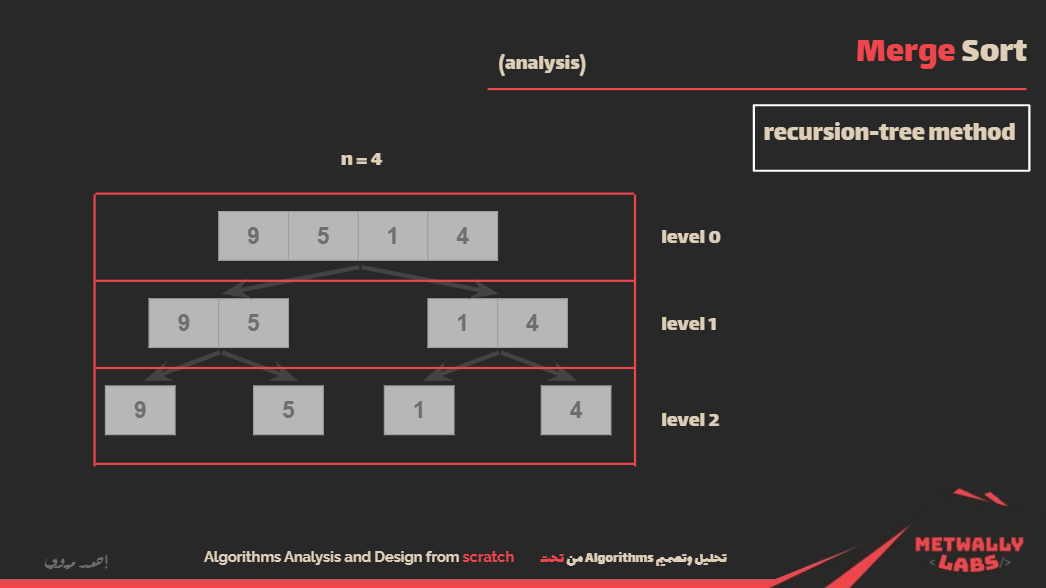 Merge Sort
(analysis)
recursion-tree method
n = 4
9 5 1 4
level 0
9 5 1 4
level 1
9 5 1 4
level 2
Algorithms Analysis and Design from scratch
تحليل وتصميم Algorithms من تحت
METWALLY
<LABS/>